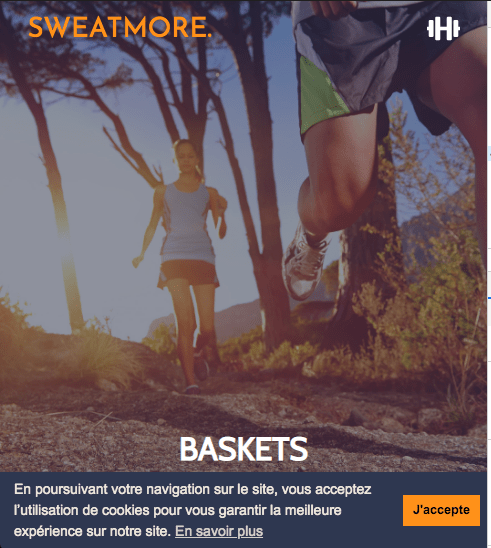 SWEATMORE.
BASKETS
En poursuivant votre navigation sur le site, vous acceptez
l'utilisation de cookies pour vous garantir la meilleure
expérience sur notre site. En savoir plus
J'accepte